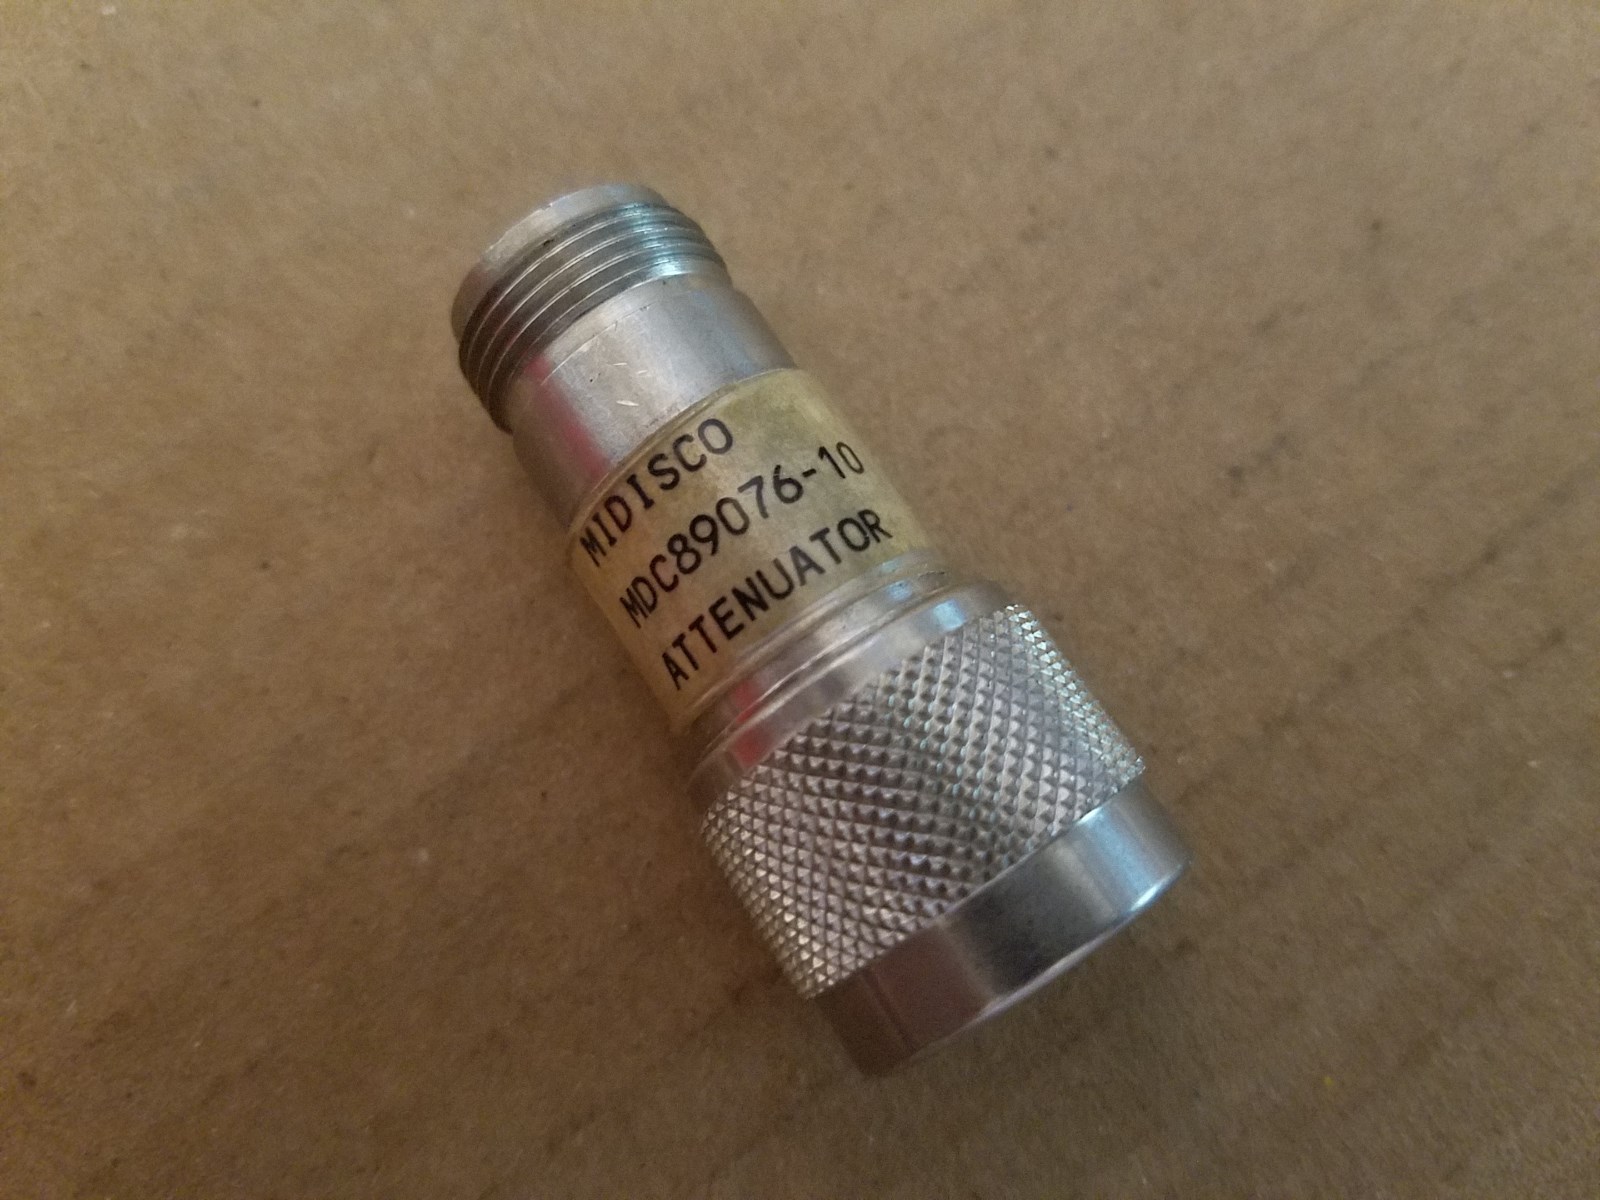 MIDISCO
MDC89076-10
ATTENUATOR